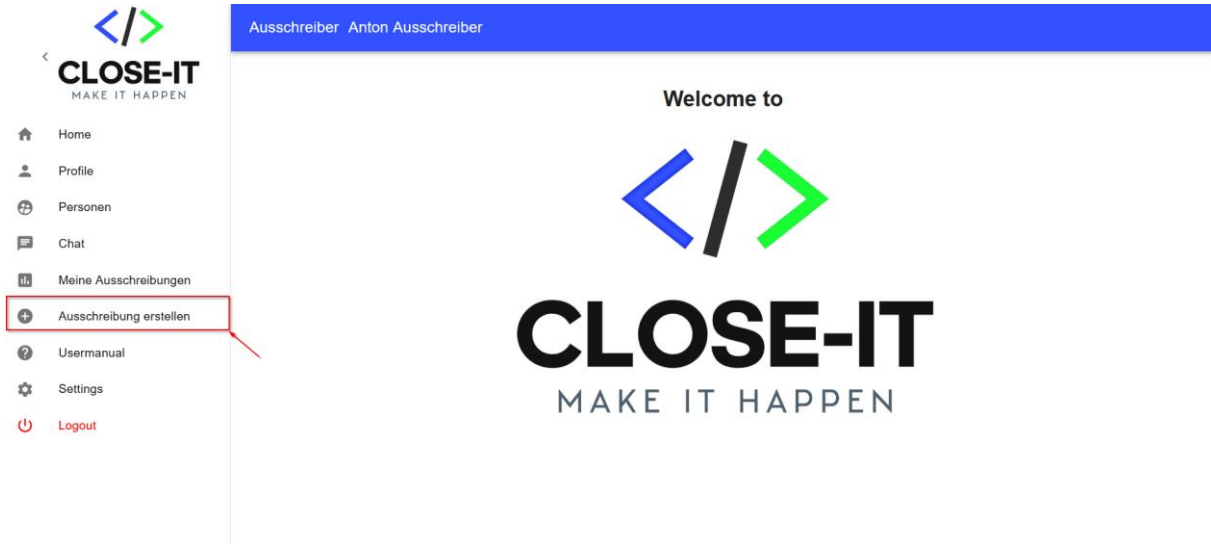 </>
CLOSE-IT
MAKE IT HAPPEN
Home
Profile
Personen
Chat
Meine Ausschreibungen
Ausschreibung erstellen
Usermanual
Settings
Logout
Ausschreiber Anton Ausschreiber
Welcome to
</>
CLOSE-IT
MAKE IT HAPPEN